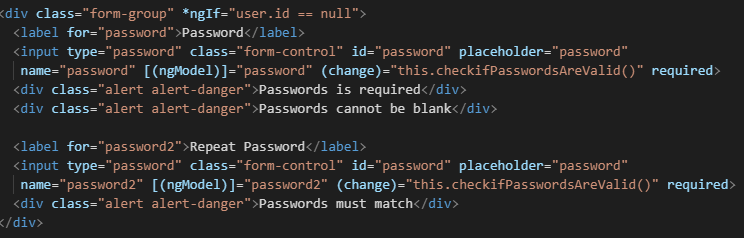 <div class="form-group" *ngIf="user.id == null">
<label for="password">Password</label>
<input type="password" class="form-control" id="password" placeholder="password"
name="password" [(ngModel)]="password" (change)="this.checkifPasswordsAreValid()" required>
<div class="alert alert-danger">Passwords is required</div>
<div class="alert alert-danger">Passwords cannot be blank</div>
<label for="password2">Repeat Password</label>
<input type="password" class="form-control" id="password" placeholder="password"
name="password2" [(ngModel)]="password2" (change)="this.checkifPasswordsAreValid()" required>
<div class="alert alert-danger">Passwords must match</div>
</div>